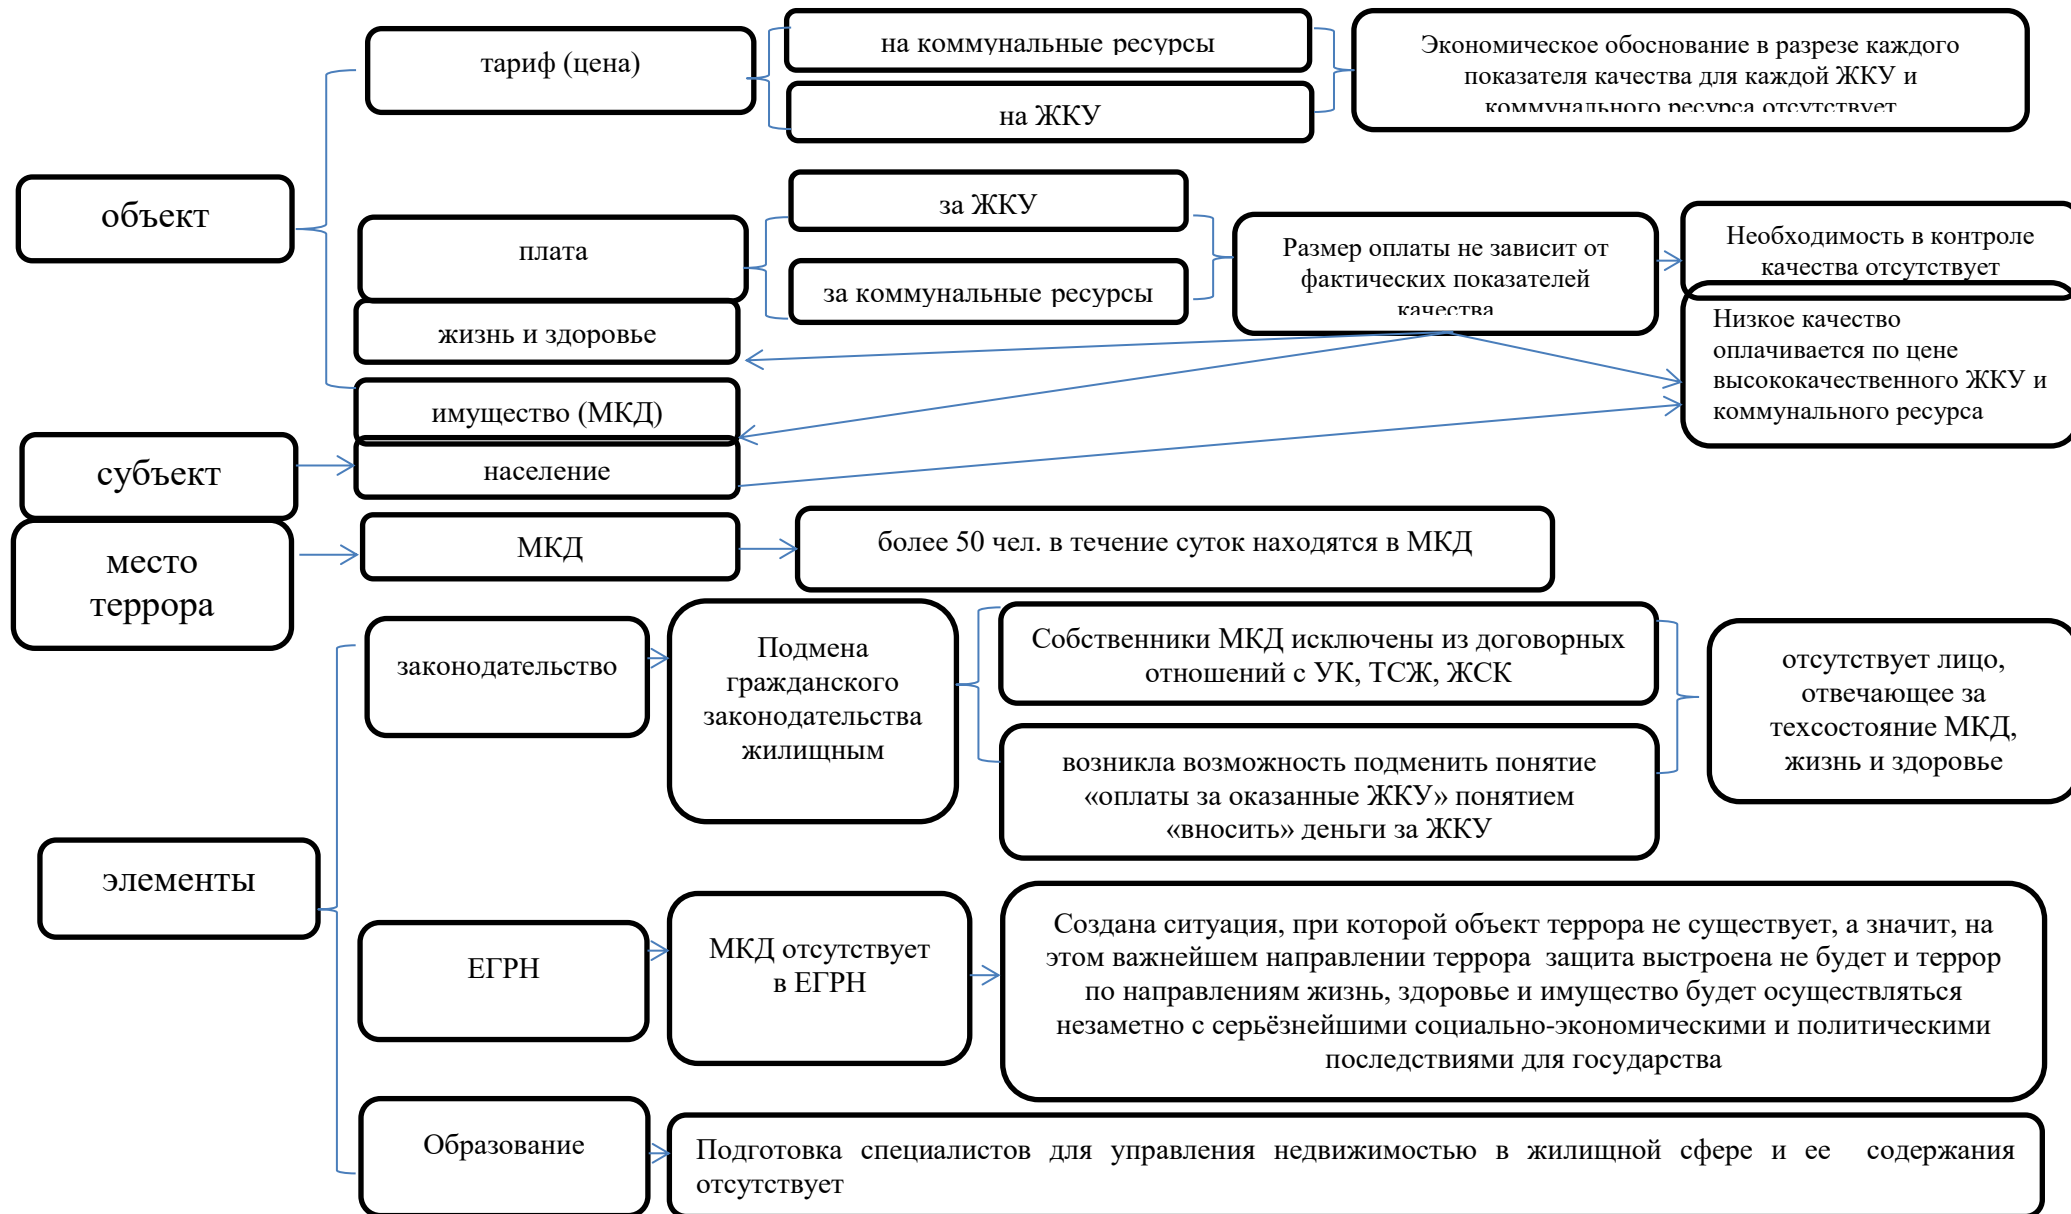 объект
тариф (цена)
на коммунальные ресурсы
на ЖКУ
Экономическое обоснование в разрезе каждого
показателя качества для каждой ЖКУ и
коммунального ресурса отсутствует
плата
за ЖКУ
за коммунальные ресурсы
Размер оплаты не зависит от
фактических показателей
качества
Необходимость в контроле
качества отсутствует
Низкое качество
оплачивается по цене
высококачественного ЖКУ и
коммунального ресурса
жизнь и здоровье
имущество (МКД)
субъект
население
место
террора
МКД
более 50 чел. в течение суток находятся в МКД
элементы
законодательство
Подмена
гражданского
законодательства
жилищным
Собственники МКД исключены из договорных
отношений с УК, ТСЖ, ЖСК
возникла возможность подменить понятие
«оплаты за оказанные ЖКУ» понятием
«вносить» деньги за ЖКУ
отсутствует лицо,
отвечающее за
техсостояние МКД,
жизнь и здоровье
ЕГРН
МКД отсутствует
в ЕГРН
Создана ситуация, при которой объект террора не существует, а значит, на
этом важнейшем направлении террора защита выстроена не будет и террор
по направлениям жизнь, здоровье и имущество будет осуществляться
незаметно с серьёзнейшими социально-экономическими и политическими
последствиями для государства
Образование
Подготовка специалистов для управления недвижимостью в жилищной сфере и ее содержания
отсутствует